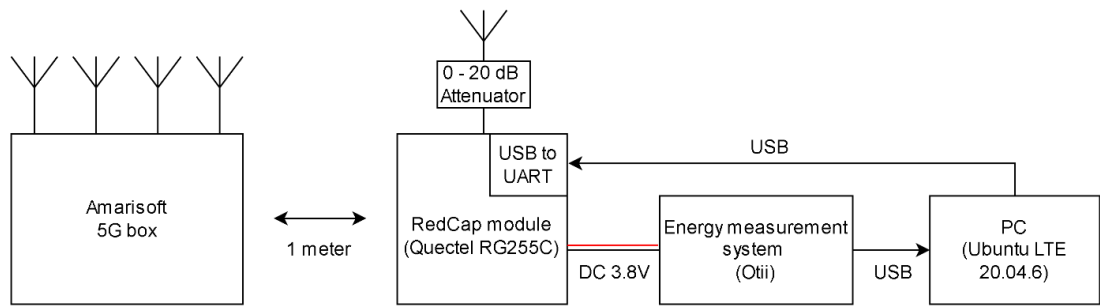 0 - 20 dB
Attenuator
USB to
UART
USB
Amarisoft
5G box
1 meter
RedCap module
(Quectel RG255C)
DC 3.8V
Energy measurement
system
(Otii)
USB
PC
(Ubuntu LTE
20.04.6)